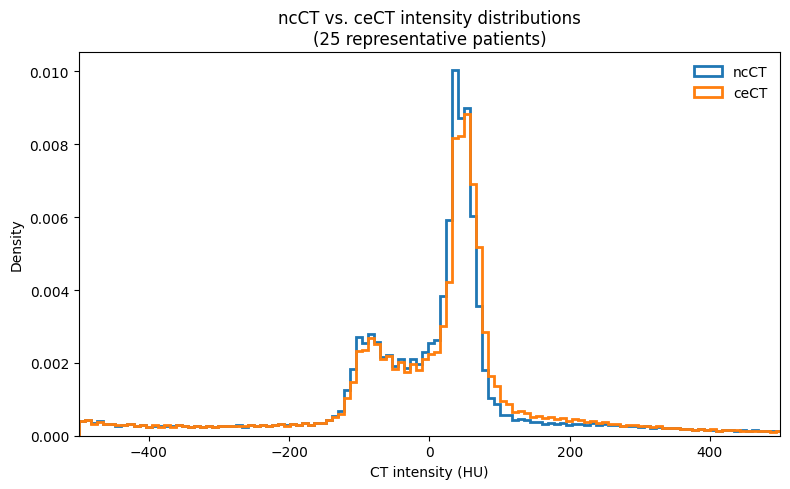 ncCT vs. ceCT intensity distributions
(25 representative patients)
ncCT
ceCT
0.010
0.008
0.006
0.004
0.002
0.000
Density
−400
−200
0
200
400
CT intensity (HU)